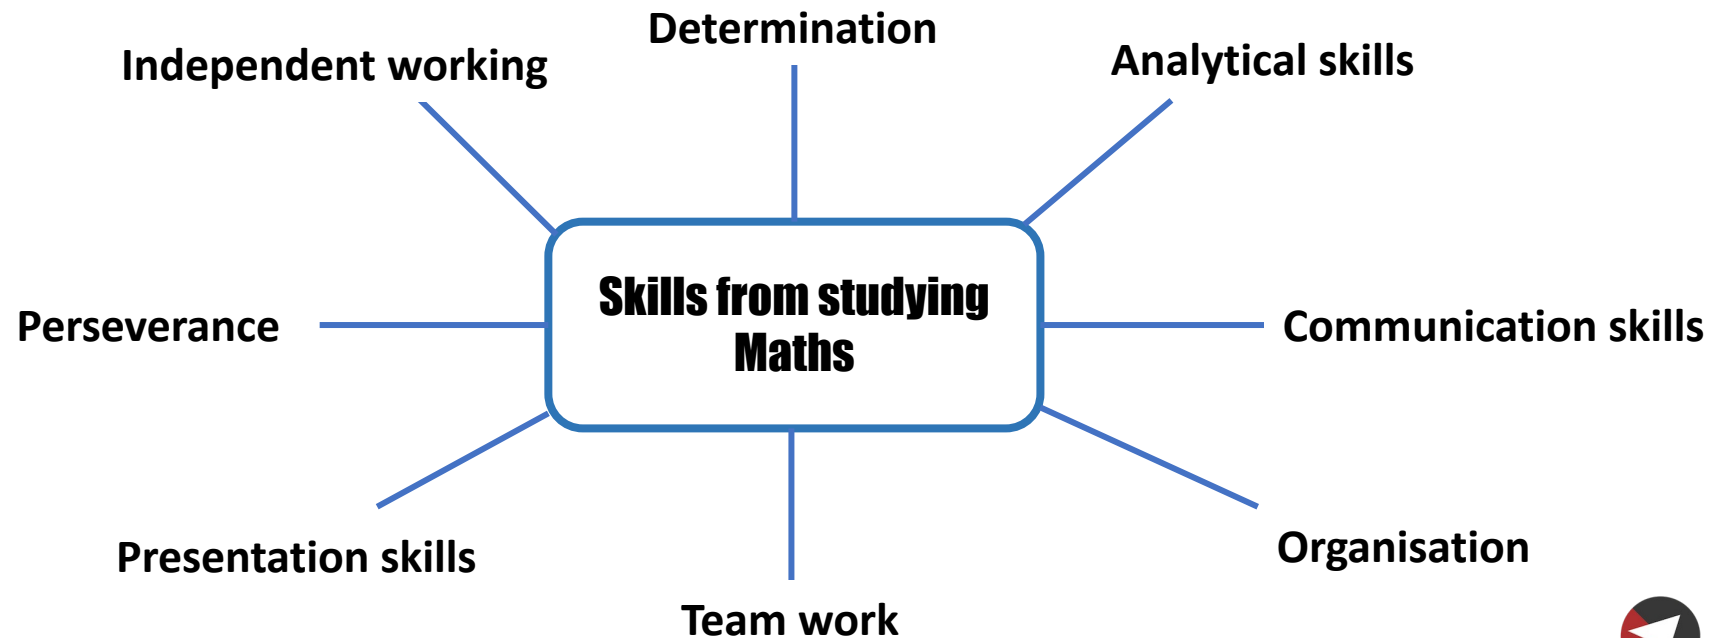 Determination
Independent working
Analytical skills
Skills from studying
Maths
Perseverance
Communication skills
Presentation skills
Organisation
Team work